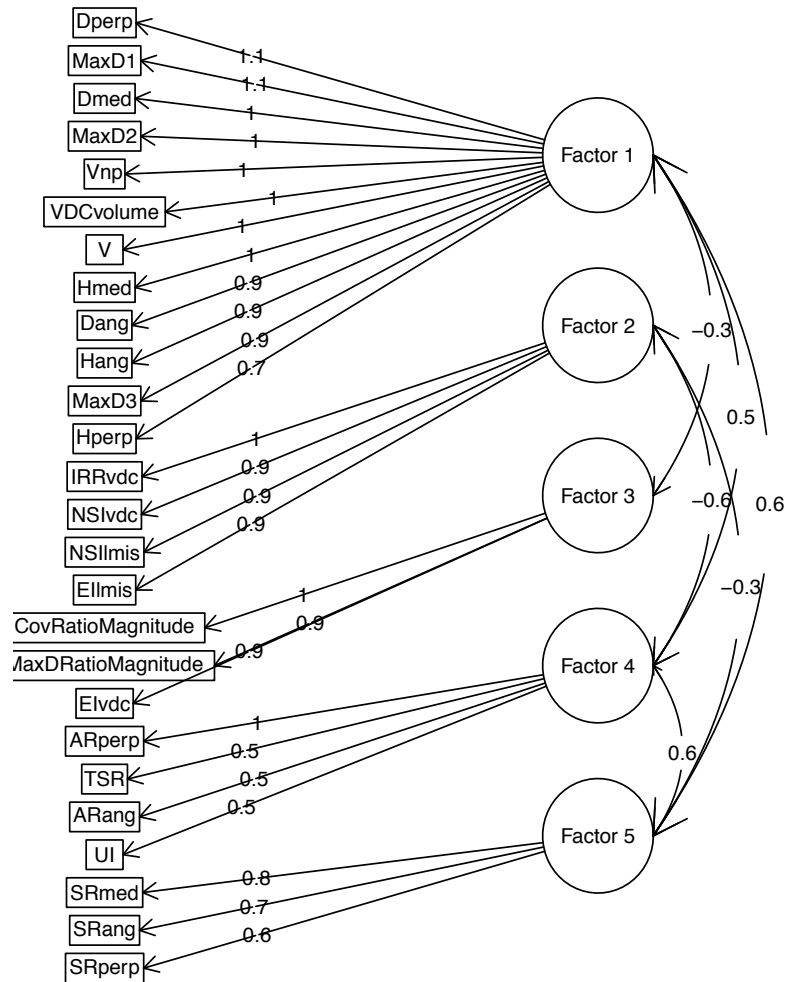 Dperp
MaxD1
Dmed
MaxD2
Vnp
VDCvolume
V
Hmed
Dang
Hang
MaxD3
Hperp
IRRvdc
NSIvdc
NSIlmis
EIlmis
CovRatioMagnitude
MaxDRatioMagnitude
EIvdc
ARperp
TSR
ARang
UI
SRmed
SRang
SRperp
1.1
1.1
1
1
1
1
1
1
0.9
0.9
0.9
0.7
1
0.9
0.9
0.9
1
0.9
0.9
1
0.5
0.5
0.5
0.8
0.7
0.6
Factor 1
Factor 2
Factor 3
Factor 4
Factor 5
−0.3
0.5
−0.6
0.6
−0.3
0.6